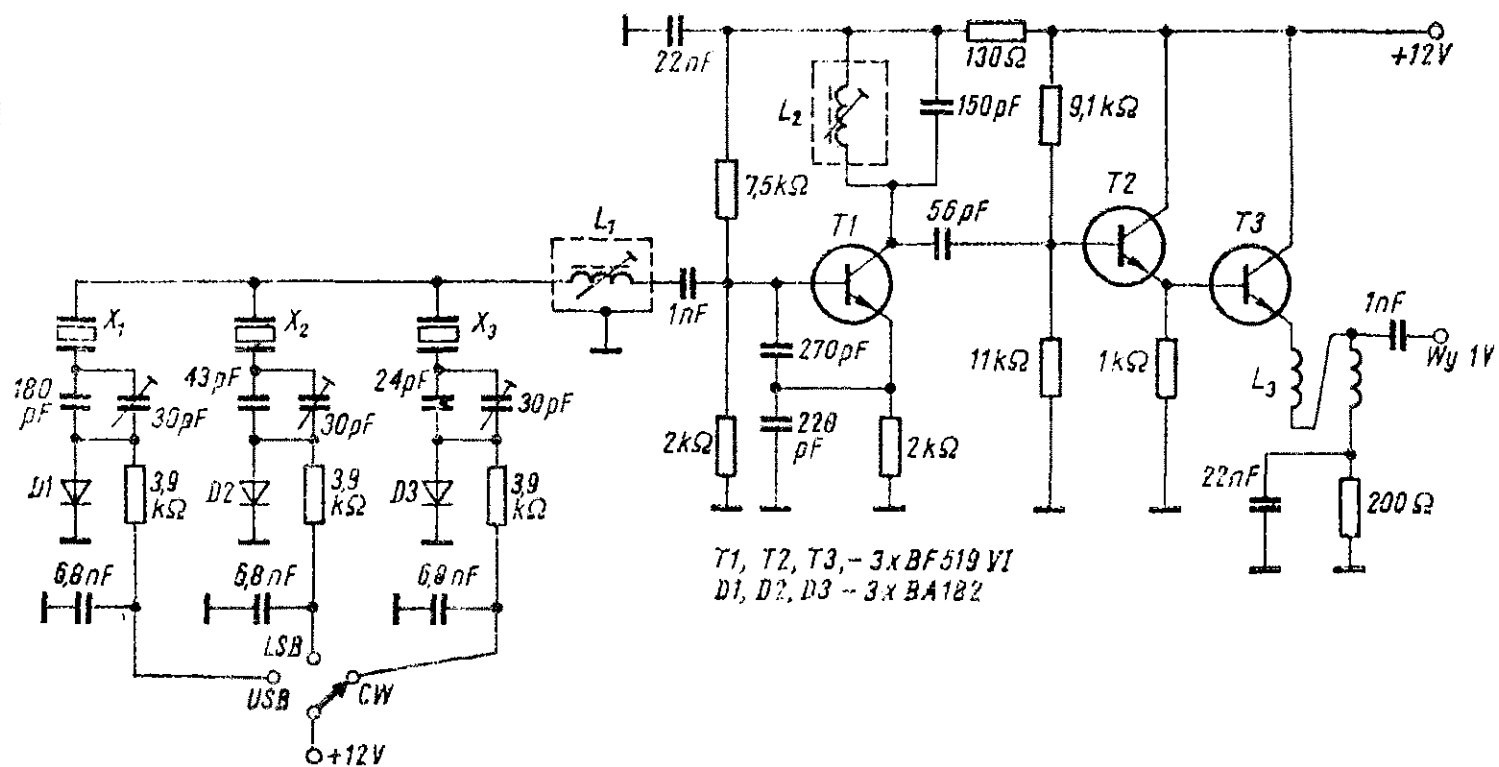 22nF
130Ω
+12V
L₂
150pF
9,1kΩ
7,5kΩ
T2
L₁
T1
56pF
T3
1nF
X₁
X₂
X₃
1nF
Wy 1V
270pF
11kΩ
1kΩ
L₃
180
pF
30pF
43pF
30pF
24pF
30pF
2kΩ
220
pF
2kΩ
D1
3,9
kΩ
D2
3,9
kΩ
D3
3,9
kΩ
22nF
200Ω
6,8nF
6,8nF
6,8nF
T1, T2, T3,- 3xBF519 VI
D1, D2, D3 - 3x BA182
LSB
USB
CW
+12V